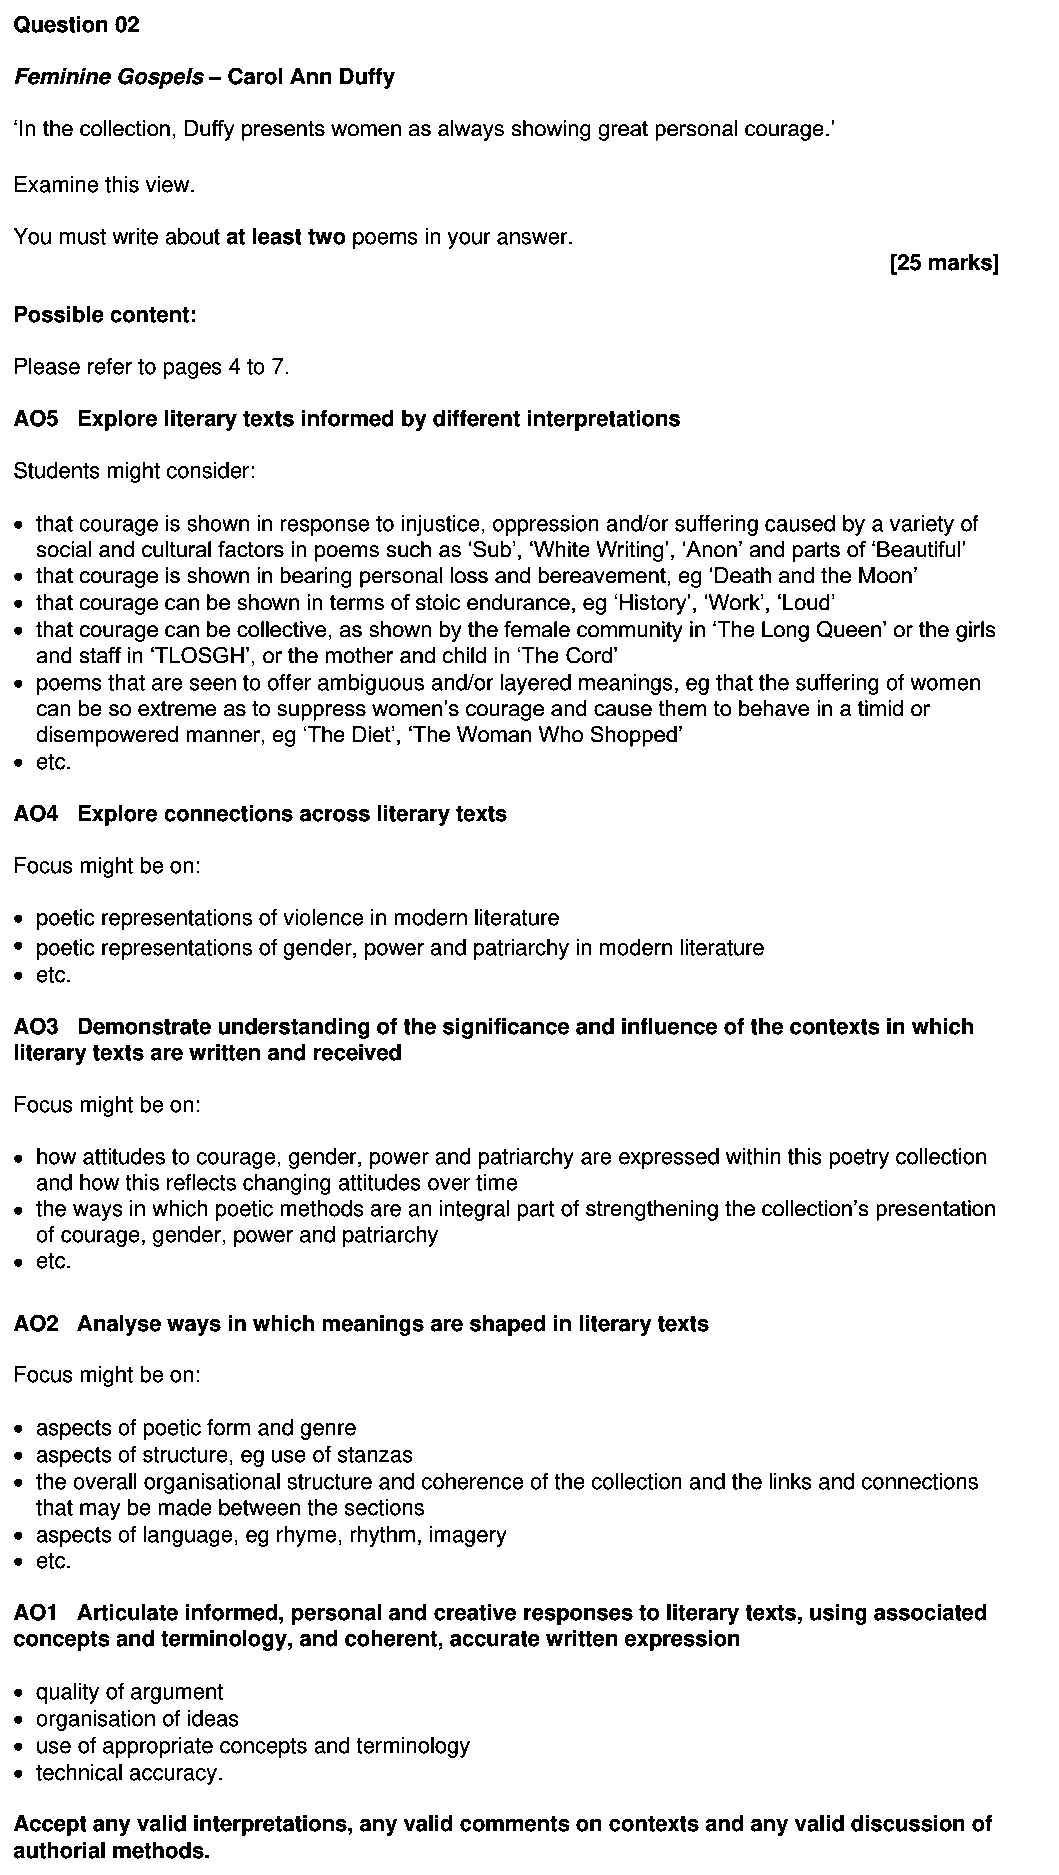 Question 02
Feminine Gospels – Carol Ann Duffy
‘In the collection, Duffy presents women as always showing great personal courage.’
Examine this view.
You must write about at least two poems in your answer.
[25 marks]
Possible content:
Please refer to pages 4 to 7.
AO5 Explore literary texts informed by different interpretations
Students might consider:
• that courage is shown in response to injustice, oppression and/or suffering caused by a variety of
social and cultural factors in poems such as ‘Sub’, ‘White Writing’, ‘Anon’ and parts of ‘Beautiful’
• that courage is shown in bearing personal loss and bereavement, eg ‘Death and the Moon’
• that courage can be shown in terms of stoic endurance, eg ‘History’, ‘Work’, ‘Loud’
• that courage can be collective, as shown by the female community in ‘The Long Queen’ or the girls
and staff in ‘TLOSGH’, or the mother and child in ‘The Cord’
• poems that are seen to offer ambiguous and/or layered meanings, eg that the suffering of women
can be so extreme as to suppress women’s courage and cause them to behave in a timid or
disempowered manner, eg ‘The Diet’, ‘The Woman Who Shopped’
• etc.
AO4 Explore connections across literary texts
Focus might be on:
• poetic representations of violence in modern literature
• poetic representations of gender, power and patriarchy in modern literature
• etc.
AO3 Demonstrate understanding of the significance and influence of the contexts in which
literary texts are written and received
Focus might be on:
• how attitudes to courage, gender, power and patriarchy are expressed within this poetry collection
and how this reflects changing attitudes over time
• the ways in which poetic methods are an integral part of strengthening the collection’s presentation
of courage, gender, power and patriarchy
• etc.
AO2 Analyse ways in which meanings are shaped in literary texts
Focus might be on:
• aspects of poetic form and genre
• aspects of structure, eg use of stanzas
• the overall organisational structure and coherence of the collection and the links and connections
that may be made between the sections
• aspects of language, eg rhyme, rhythm, imagery
• etc.
AO1 Articulate informed, personal and creative responses to literary texts, using associated
concepts and terminology, and coherent, accurate written expression
• quality of argument
• organisation of ideas
• use of appropriate concepts and terminology
• technical accuracy.
Accept any valid interpretations, any valid comments on contexts and any valid discussion of
authorial methods.